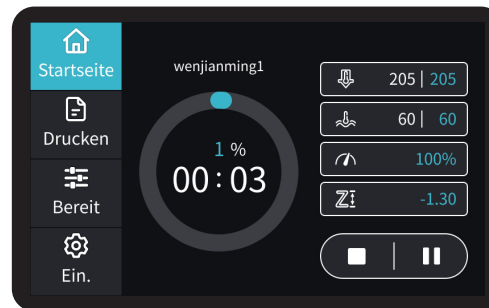 Startseite
Drucken
Bereit
Ein.
wenjianming1
1 %
00:03
205 | 205
60 | 60
100%
Z -1.30